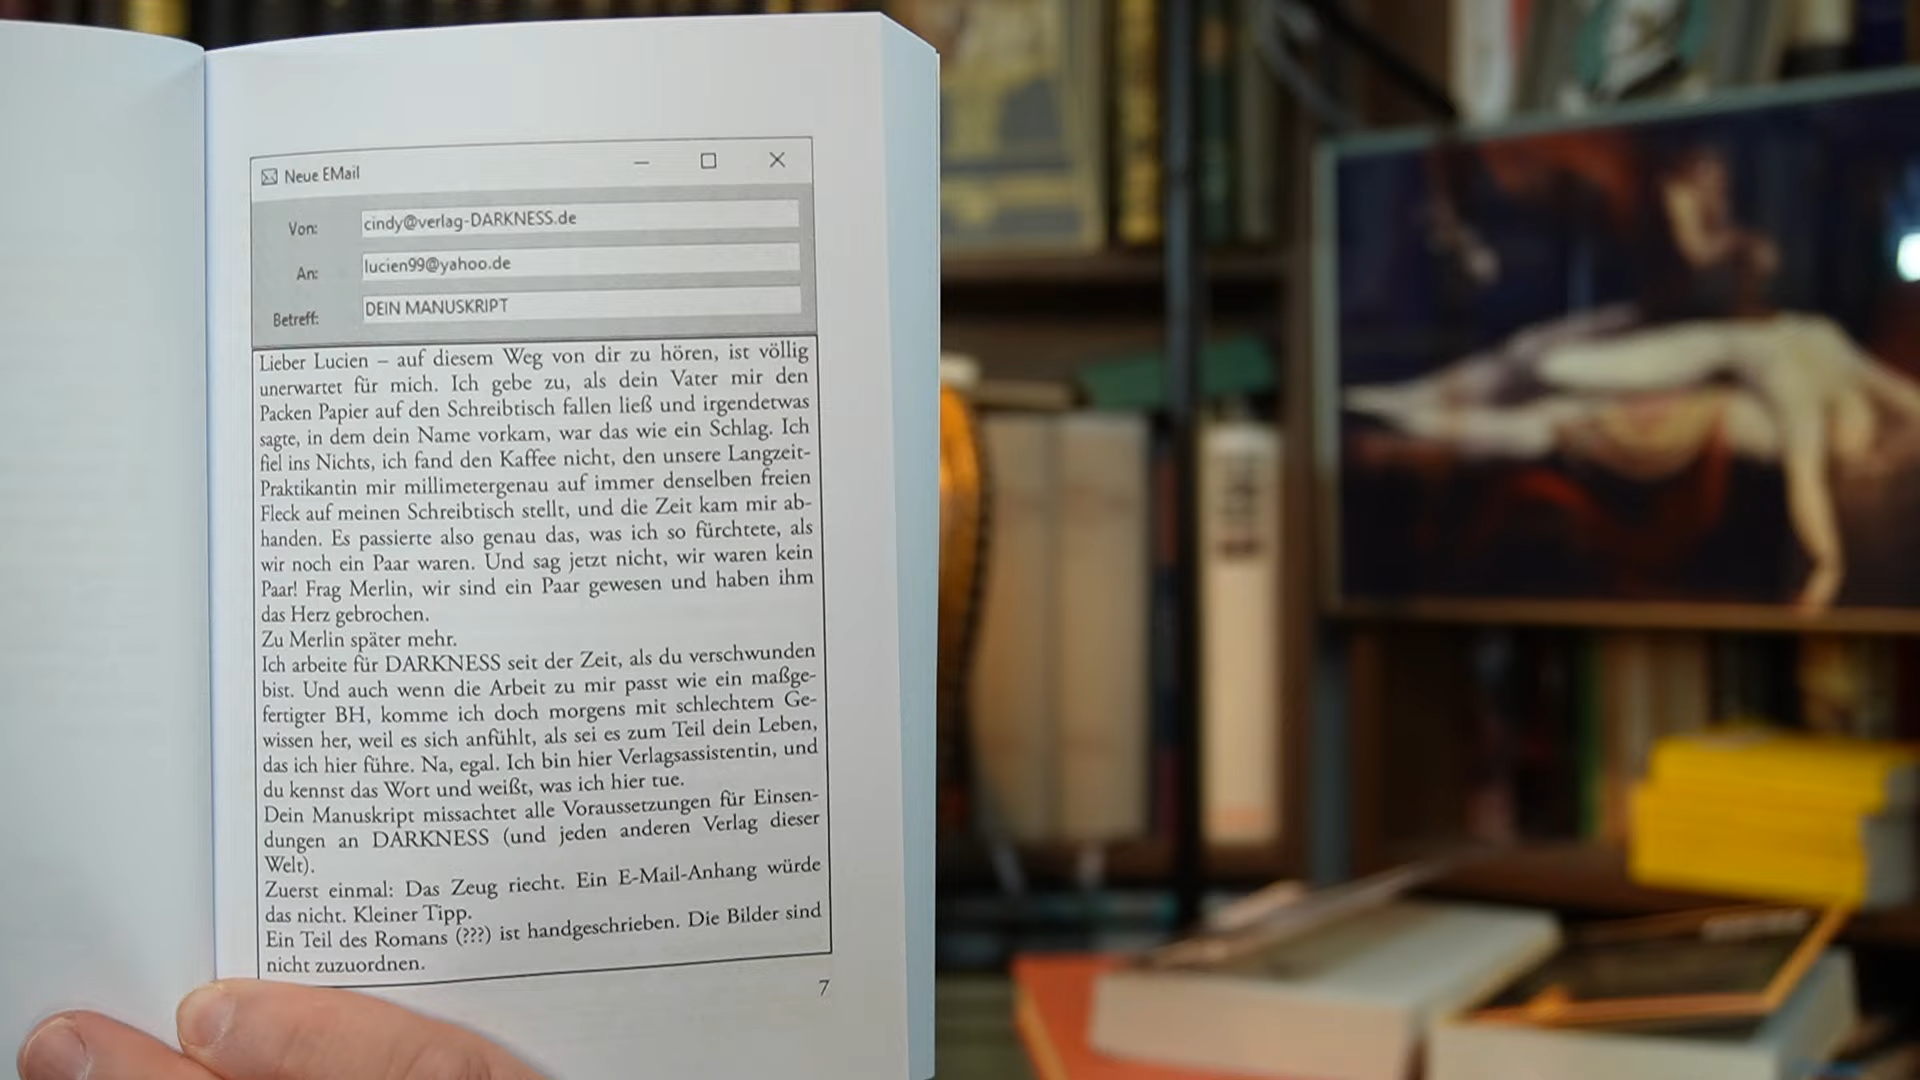 Neue EMail
Von: cindy@verlag-DARKNESS.de
An: lucien99@yahoo.de
Betreff: DEIN MANUSKRIPT
Lieber Lucien – auf diesem Weg von dir zu hören, ist völlig
unerwartet für mich. Ich gebe zu, als dein Vater mir den
Packen Papier auf den Schreibtisch fallen ließ und irgendetwas
sagte, in dem dein Name vorkam, war das wie ein Schlag. Ich
fiel ins Nichts, ich fand den Kaffee nicht, den unsere Langzeit-
Praktikantin mir millimetergenau auf immer denselben freien
Fleck auf meinen Schreibtisch stellt, und die Zeit kam mir ab-
handen. Es passierte also genau das, was ich so fürchtete, als
wir noch ein Paar waren. Und sag jetzt nicht, wir waren kein
Paar! Frag Merlin, wir sind ein Paar gewesen und haben ihm
das Herz gebrochen.
Zu Merlin später mehr.
Ich arbeite für DARKNESS seit der Zeit, als du verschwunden
bist. Und auch wenn die Arbeit zu mir passt wie ein maßge-
fertigter BH, komme ich doch morgens mit schlechtem Ge-
wissen her, weil es sich anfühlt, als sei es zum Teil dein Leben,
das ich hier führe. Na, egal. Ich bin hier Verlagsassistentin, und
du kennst das Wort und weißt, was ich hier tue.
Dein Manuskript missachtet alle Voraussetzungen für Einsen-
dungen an DARKNESS (und jeden anderen Verlag dieser
Welt).
Zuerst einmal: Das Zeug riecht. Ein E-Mail-Anhang würde
das nicht. Kleiner Tipp.
Ein Teil des Romans (???) ist handgeschrieben. Die Bilder sind
nicht zuzuordnen.
7